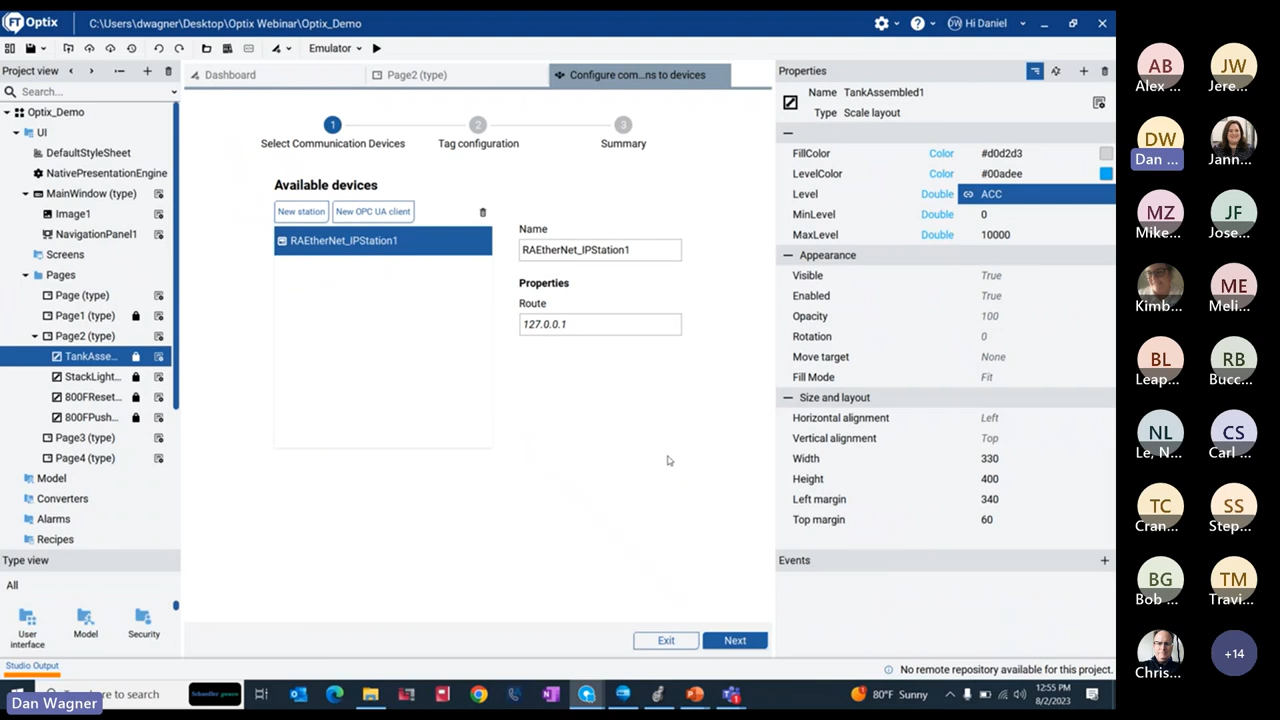 FT Optix
C:\Users\dwagner\Desktop\Optix Webinar\Optix_Demo
DW Hi Daniel
Emulator
Project view
Search...
Optix_Demo
UI
DefaultStyleSheet
NativePresentationEngine
MainWindow (type)
Image1
NavigationPanel1
Screens
Pages
Page (type)
Page1 (type)
Page2 (type)
TankAsse...
StackLight...
800FReset...
800FPush...
Page3 (type)
Page4 (type)
Model
Converters
Alarms
Recipes
Type view
All
User interface
Model
Security
Studio Output
Dashboard
Page2 (type)
Configure com...ns to devices
1
2
3
Select Communication Devices
Tag configuration
Summary
Available devices
New station
New OPC UA client
RAEtherNet_IPStation1
Name
RAEtherNet_IPStation1
Properties
Route
127.0.0.1
Exit
Next
Properties
Name TankAssembled1
Type Scale layout
FillColor Color #d0d2d3
LevelColor Color #00adee
Level Double ACC
MinLevel Double 0
MaxLevel Double 10000
Appearance
Visible True
Enabled True
Opacity 100
Rotation 0
Move target None
Fill Mode Fit
Size and layout
Horizontal alignment Left
Vertical alignment Top
Width 330
Height 400
Left margin 340
Top margin 60
Events
No remote repository available for this project.
to search
80°F Sunny
12:55 PM
8/2/2023
Dan Wagner
AB
Alex ...
JW
Jere...
DW
Dan ...
Jann...
MZ
Mike...
JF
Jose...
Kimb...
ME
Meli...
BL
Leap...
RB
Bucc...
NL
Le, N...
CS
Carl ...
TC
Cran...
SS
Step...
BG
Bob ...
TM
Travi...
Chris...
+14